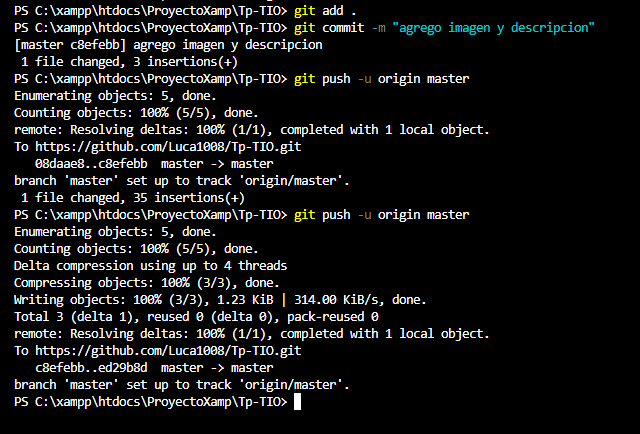 PS C:\xampp\htdocs\ProyectoXamp\Tp-TIO> git add .
PS C:\xampp\htdocs\ProyectoXamp\Tp-TIO> git commit -m "agrego imagen y descripcion"
[master c8efebb] agrego imagen y descripcion
 1 file changed, 3 insertions(+)
PS C:\xampp\htdocs\ProyectoXamp\Tp-TIO> git push -u origin master
Enumerating objects: 5, done.
Counting objects: 100% (5/5), done.
remote: Resolving deltas: 100% (1/1), completed with 1 local object.
To https://github.com/Luca1008/Tp-TIO.git
   08daae8..c8efebb  master -> master
branch 'master' set up to track 'origin/master'.
 1 file changed, 35 insertions(+)
PS C:\xampp\htdocs\ProyectoXamp\Tp-TIO> git push -u origin master
Enumerating objects: 5, done.
Counting objects: 100% (5/5), done.
Delta compression using up to 4 threads
Compressing objects: 100% (3/3), done.
Writing objects: 100% (3/3), 1.23 KiB | 314.00 KiB/s, done.
Total 3 (delta 1), reused 0 (delta 0), pack-reused 0
remote: Resolving deltas: 100% (1/1), completed with 1 local object.
To https://github.com/Luca1008/Tp-TIO.git
   c8efebb..ed29b8d  master -> master
branch 'master' set up to track 'origin/master'.
PS C:\xampp\htdocs\ProyectoXamp\Tp-TIO>